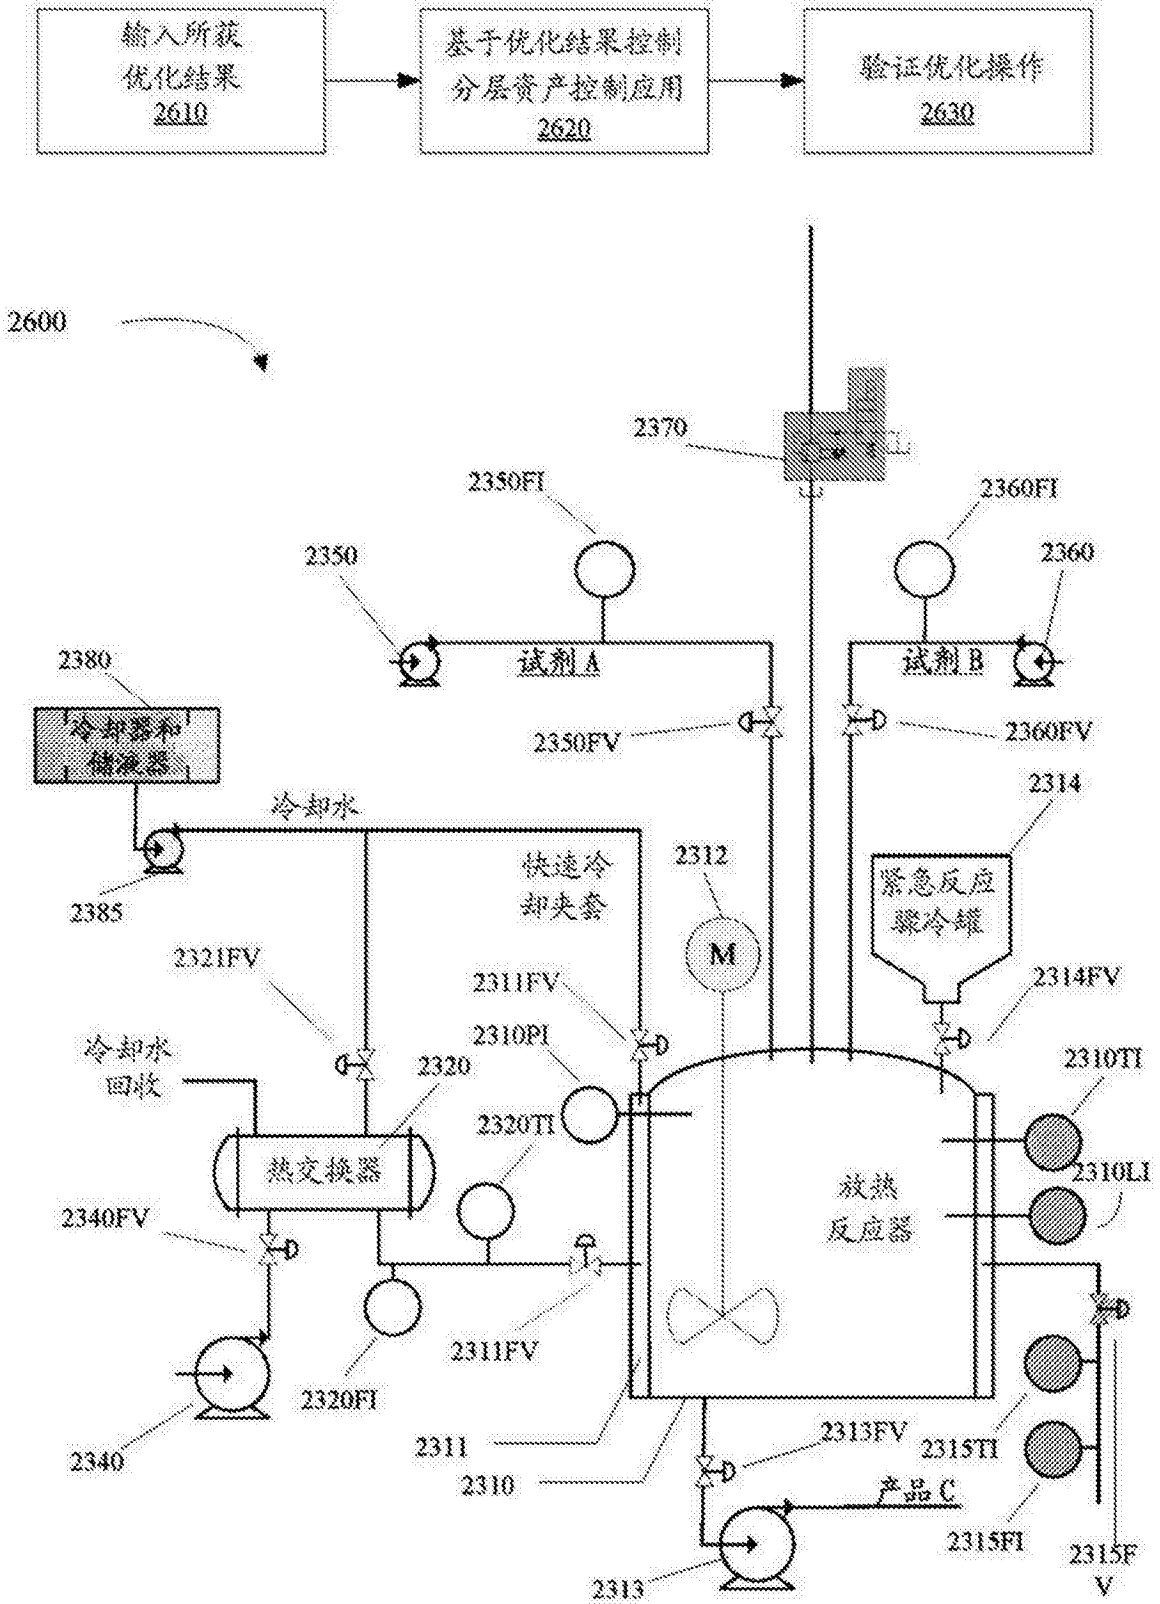 输入所获
优化结果
2610
基于优化结果控制
分层资产控制应用
2620
验证优化操作
2630
2600
2370
2350FI
2360FI
2350
2360
试剂 A
试剂 B
2380
冷却器和
储液器
2350FV
2360FV
2314
冷却水
2385
快速冷
却夹套
2312
M
紧急反应
骤冷罐
2321FV
2311FV
2314FV
2310PI
冷却水
回收
2320
2310TI
2320TI
热交换器
2310LI
放热
反应器
2340FV
2311FV
2320FI
2340
2311
2310
2313FV
2315TI
产品 C
2315FI
2315F
V
2313